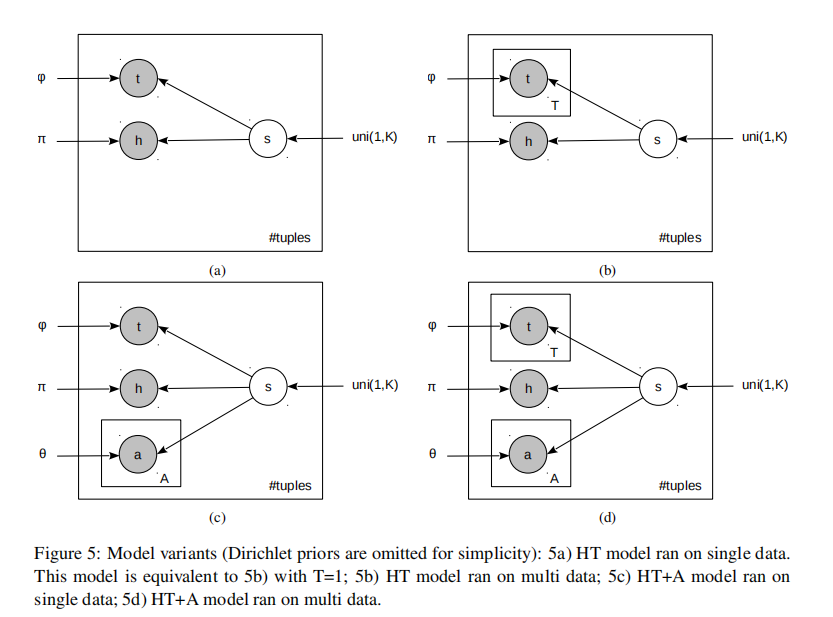 φ
t
π
h
s
uni(1,K)
#tuples
(a)
φ
t
T
π
h
s
uni(1,K)
#tuples
(b)
φ
t
π
h
s
uni(1,K)
θ
a
A
#tuples
(c)
φ
t
T
π
h
s
uni(1,K)
θ
a
A
#tuples
(d)
Figure 5: Model variants (Dirichlet priors are omitted for simplicity): 5a) HT model ran on single data.
This model is equivalent to 5b) with T=1; 5b) HT model ran on multi data; 5c) HT+A model ran on
single data; 5d) HT+A model ran on multi data.